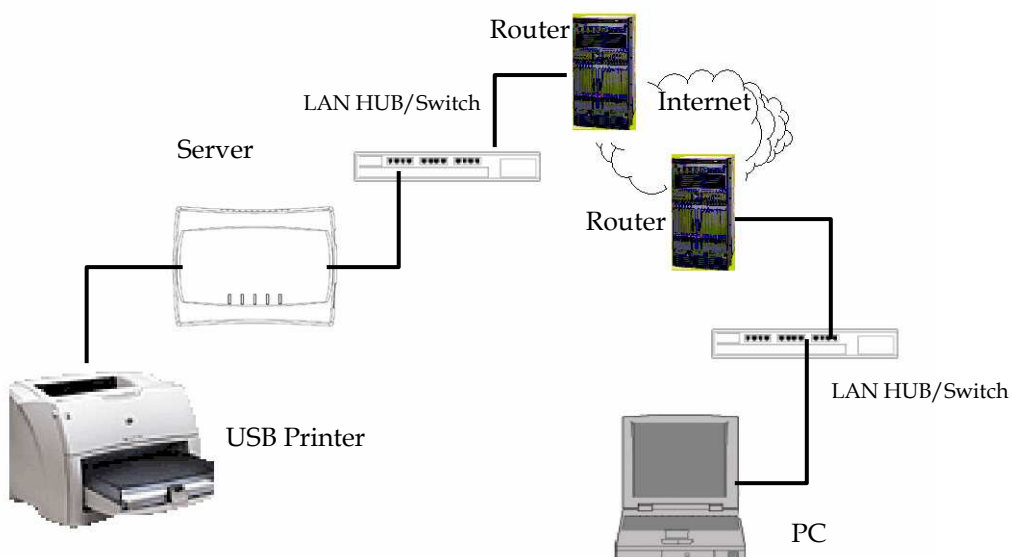 Router
LAN HUB/Switch
Internet
Server
Router
LAN HUB/Switch
USB Printer
PC